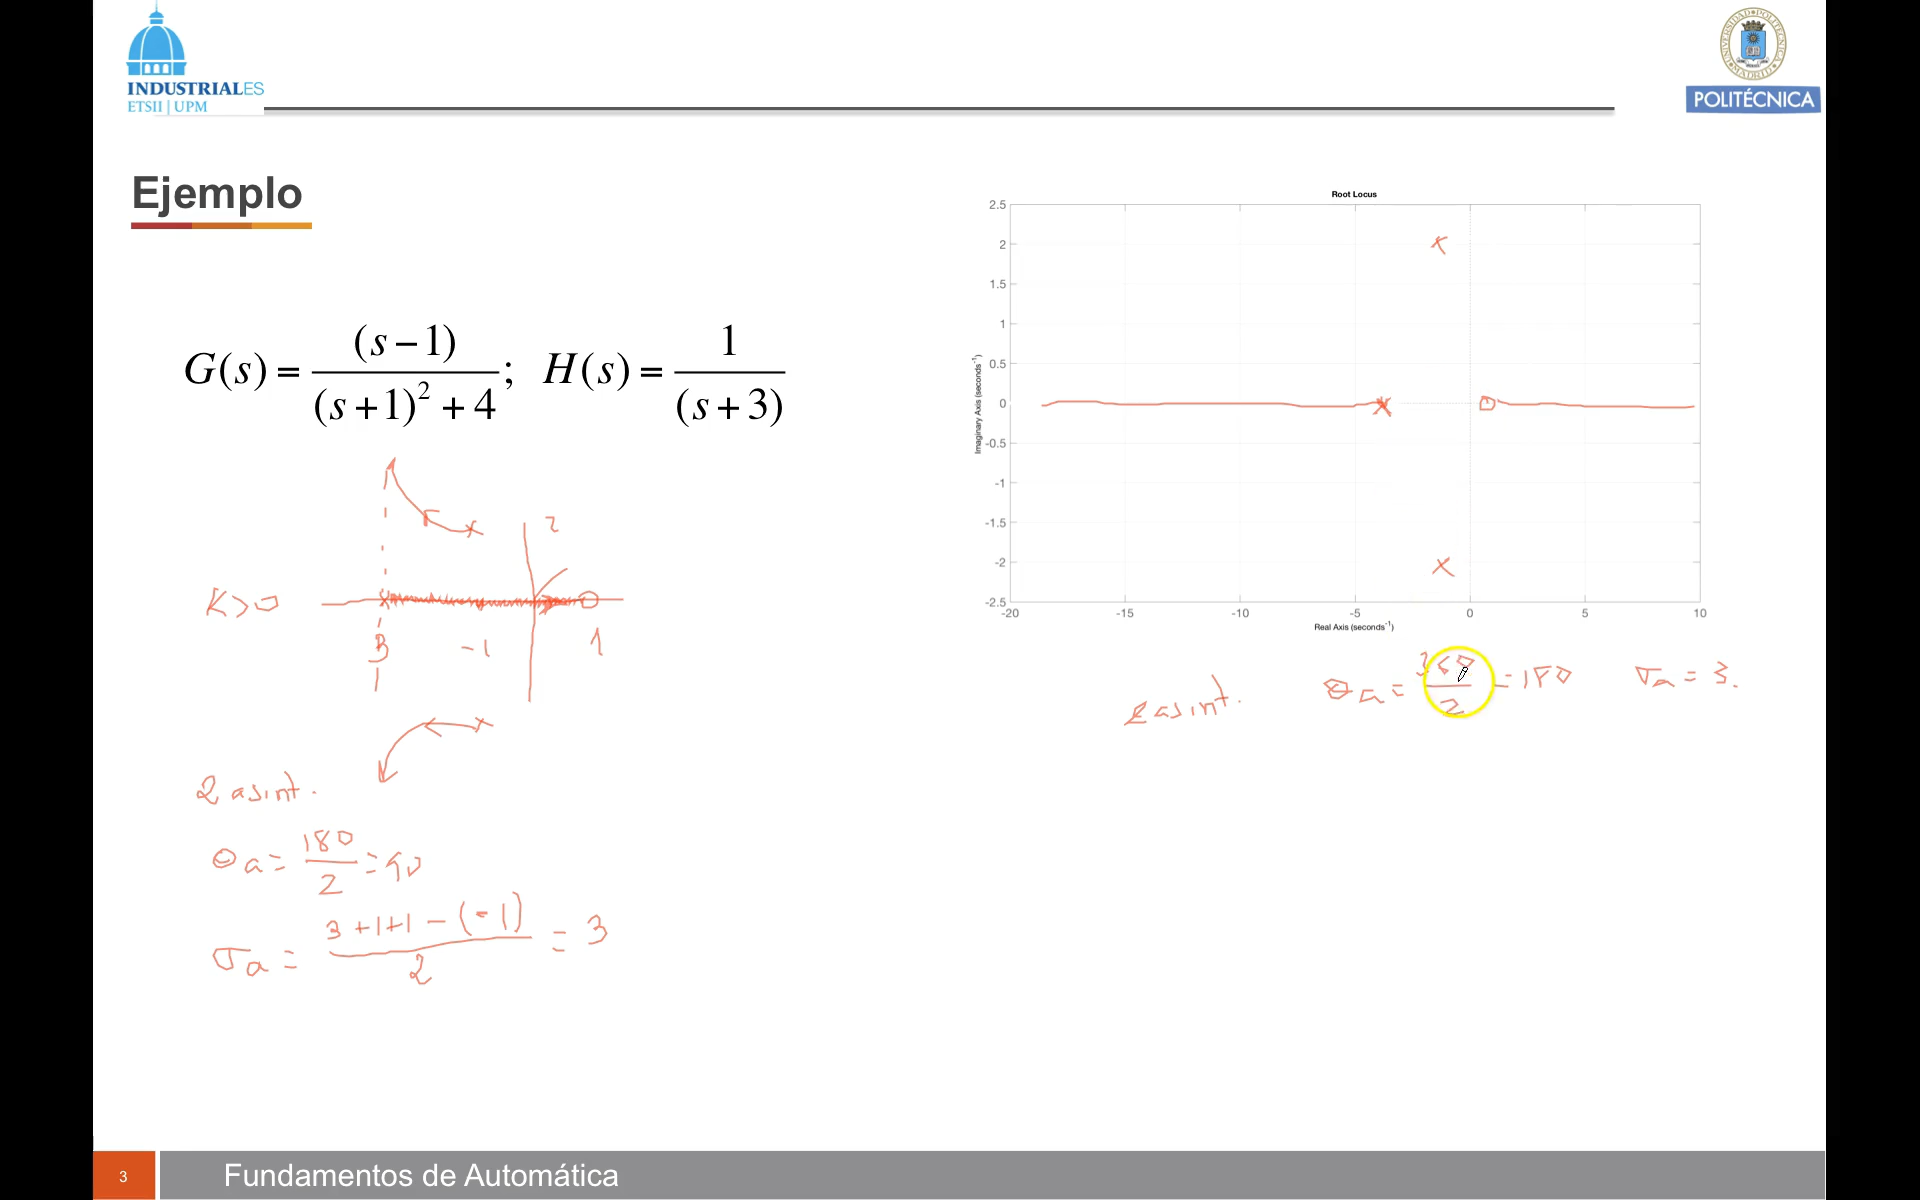 INDUSTRIALES
ETSII | UPM
POLITÉCNICA
Ejemplo
G(s) = (s−1) / ((s+1)² + 4) ; H(s) = 1 / (s+3)
Root Locus
2.5
2
1.5
1
0.5
0
-0.5
-1
-1.5
-2
-2.5
-20 -15 -10 -5 0 5 10
Imaginary Axis (seconds⁻¹)
Real Axis (seconds⁻¹)
K>0
2
3 -1 1
2 asint.
θa = 180/2 = 90
σa = (3+1+1-(-1))/2 = 3
2 asint. θa = 360/2 = 180 σa = 3.
3
Fundamentos de Automática